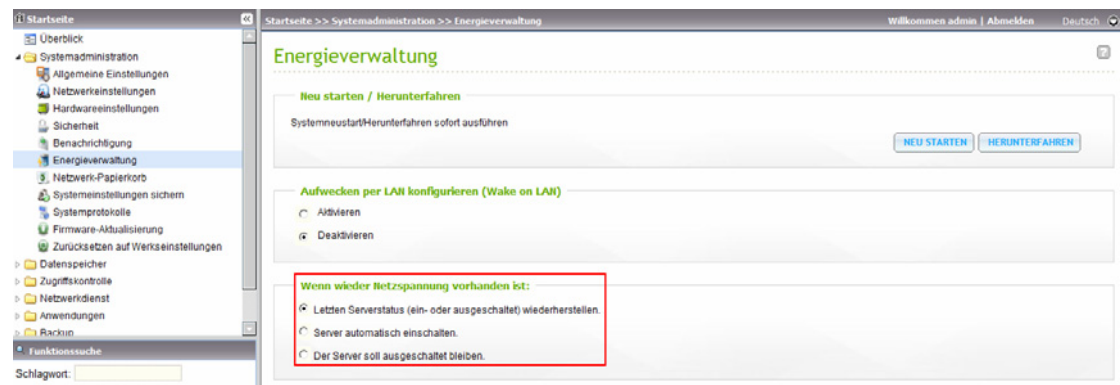 Startseite
Überblick
Systemadministration
Allgemeine Einstellungen
Netzwerkeinstellungen
Hardwareeinstellungen
Sicherheit
Benachrichtigung
Energieverwaltung
Netzwerk-Papierkorb
Systemeinstellungen sichern
Systemprotokolle
Firmware-Aktualisierung
Zurücksetzen auf Werkseinstellungen
Datenspeicher
Zugriffskontrolle
Netzwerkdienst
Anwendungen
Backup
Funktionssuche
Schlagwort:
Startseite >> Systemadministration >> Energieverwaltung
Willkommen admin | Abmelden Deutsch
Energieverwaltung
Neu starten / Herunterfahren
Systemneustart/Herunterfahren sofort ausführen
NEU STARTEN HERUNTERFAHREN
Aufwecken per LAN konfigurieren (Wake on LAN)
Aktivieren
Deaktivieren
Wenn wieder Netzspannung vorhanden ist:
Letzten Serverstatus (ein- oder ausgeschaltet) wiederherstellen.
Server automatisch einschalten.
Der Server soll ausgeschaltet bleiben.